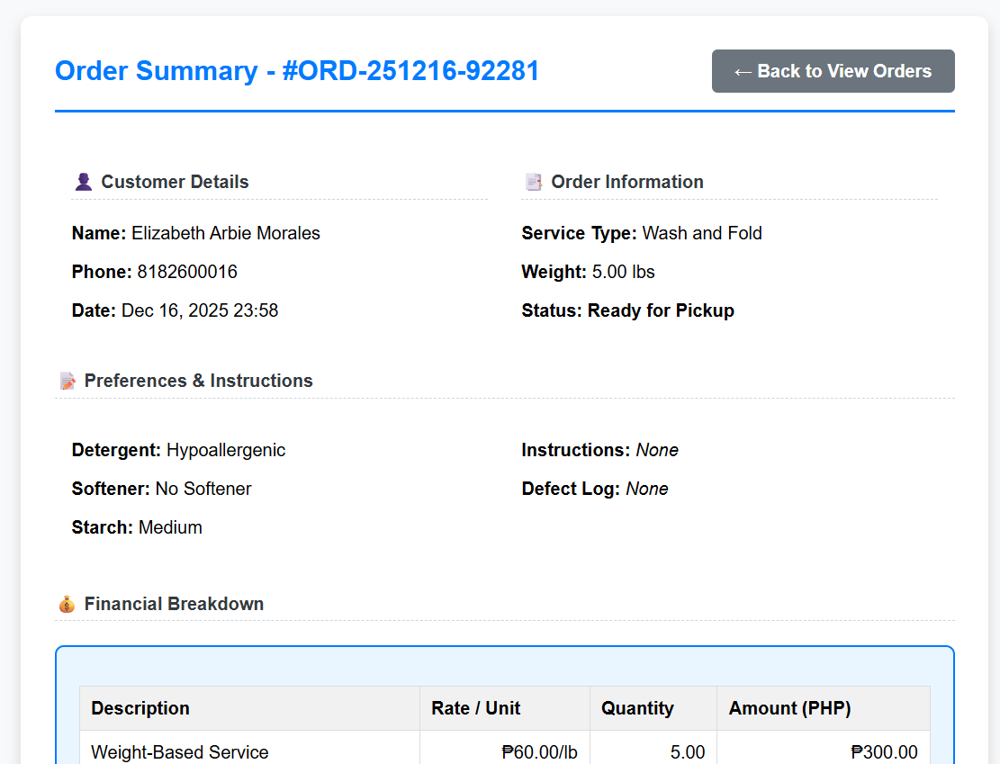 Order Summary - #ORD-251216-92281
← Back to View Orders
Customer Details
Name: Elizabeth Arbie Morales
Phone: 8182600016
Date: Dec 16, 2025 23:58
Order Information
Service Type: Wash and Fold
Weight: 5.00 lbs
Status: Ready for Pickup
Preferences & Instructions
Detergent: Hypoallergenic
Softener: No Softener
Starch: Medium
Instructions: None
Defect Log: None
Financial Breakdown
Description Rate / Unit Quantity Amount (PHP)
Weight-Based Service ₱60.00/lb 5.00 ₱300.00